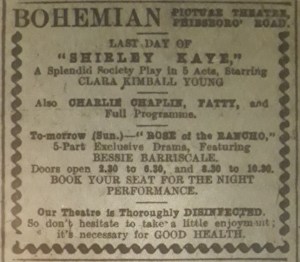 BOHEMIAN PICTURE THEATRE,
PHIBSBORO' ROAD.
LAST DAY OF
"SHIRLEY KAYE,"
A Splendid Society Play in 5 Acts, Starring
CLARA KIMBALL YOUNG
Also CHARLIE CHAPLIN, FATTY, and
Full Programme.
To-morrow (Sun.)—"ROSE of the RANCHO,"
5-Part Exclusive Drama, Featuring
BESSIE BARRISCALE.
Doors open 2.30 to 6.30, and 8.30 to 10.30.
BOOK YOUR SEAT FOR THE NIGHT
PERFORMANCE.
Our Theatre is Thoroughly DISINFECTED.
So don't hesitate to take a little enjoyment;
it's necessary for GOOD HEALTH.